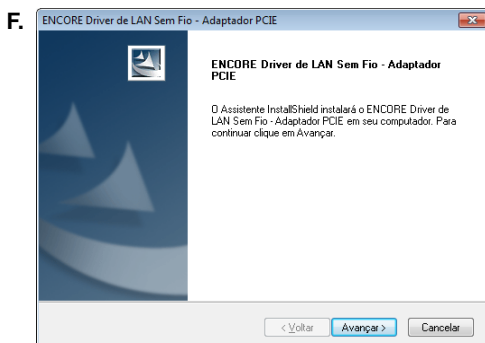 F.
ENCORE Driver de LAN Sem Fio - Adaptador PCIE
ENCORE Driver de LAN Sem Fio - Adaptador
PCIE
O Assistente InstallShield instalará o ENCORE Driver de
LAN Sem Fio - Adaptador PCIE em seu computador. Para
continuar clique em Avançar.
< Voltar Avançar > Cancelar